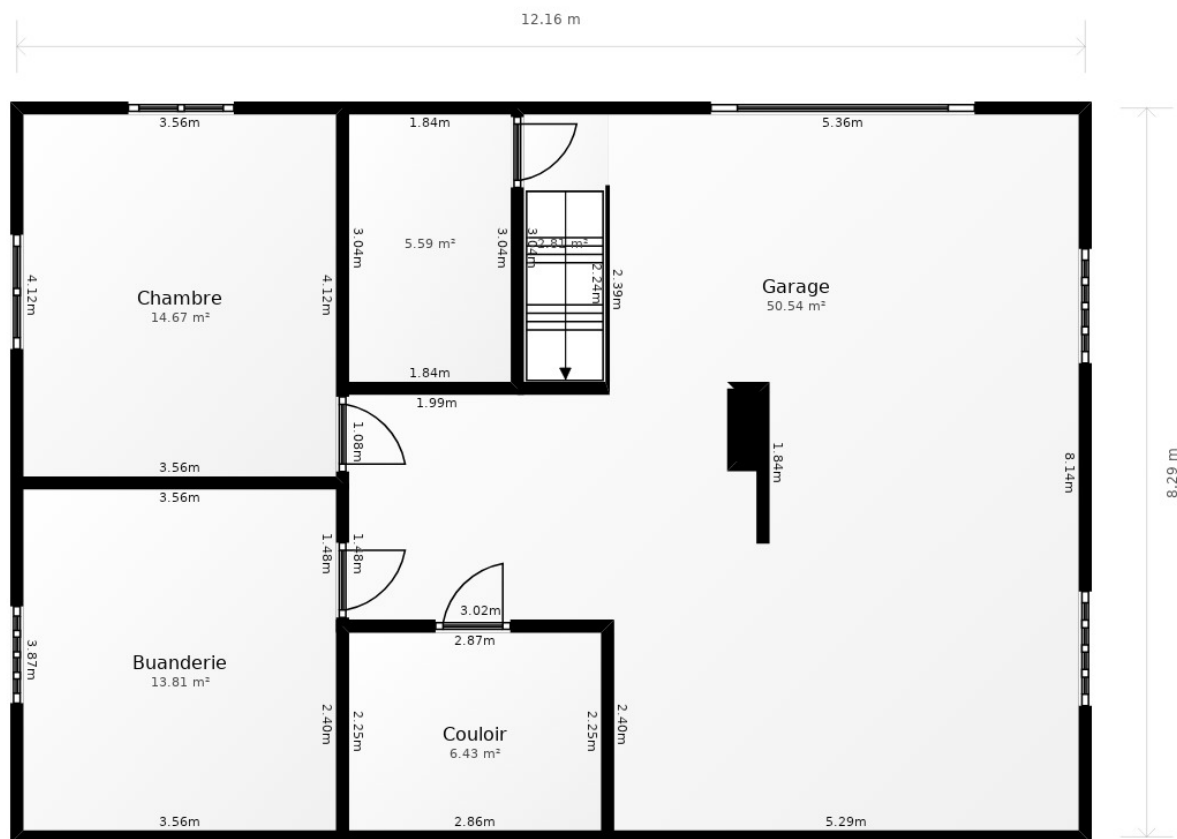 12.16 m
3.56m
1.84m
5.36m
3.04m
5.59 m²
3.04m
3.04m
2.81 m²
2.24m
2.39m
4.12m
Chambre
14.67 m²
4.12m
Garage
50.54 m²
1.84m
1.99m
1.08m
1.84m
8.14m
8.29 m
3.56m
3.56m
1.48m
1.48m
3.02m
2.87m
3.87m
Buanderie
13.81 m²
2.40m
2.25m
Couloir
6.43 m²
2.25m
2.40m
3.56m
2.86m
5.29m